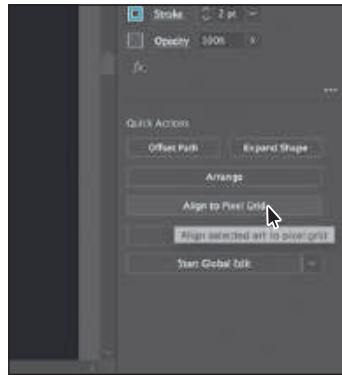 Stroke 2 pt
Opacity 100%
fx.
Quick Actions
Offset Path Expand Shape
Arrange
Align to Pixel Grid
Align selected art to pixel grid
Start Global Edit